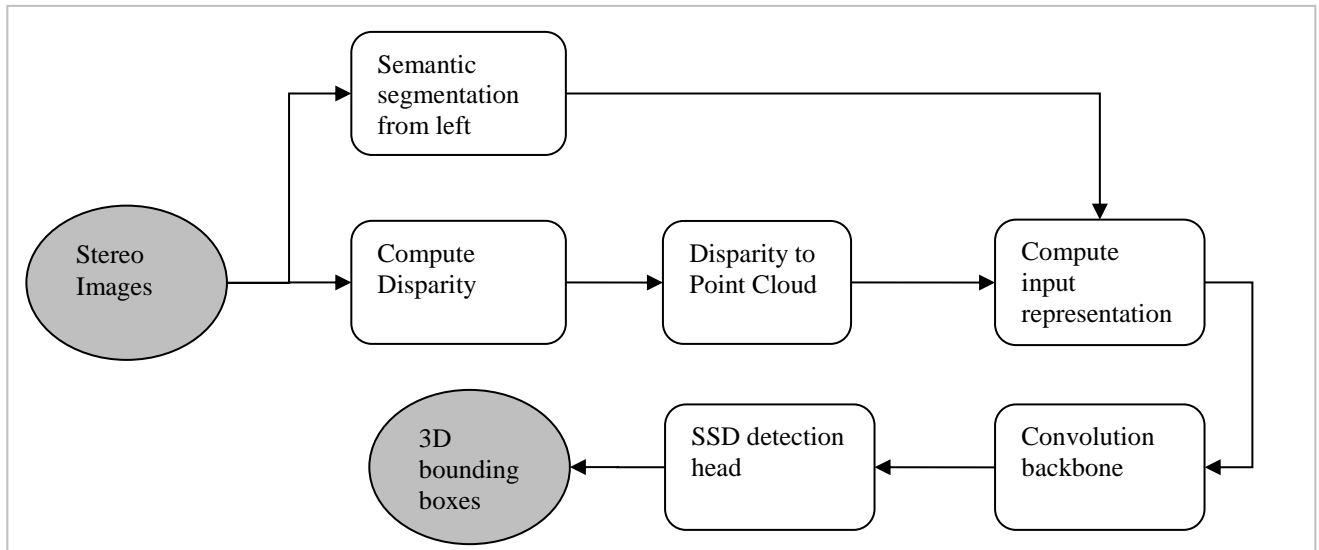 Semantic
segmentation
from left
Stereo
Images
Compute
Disparity
Disparity to
Point Cloud
Compute
input
representation
3D
bounding
boxes
SSD detection
head
Convolution
backbone